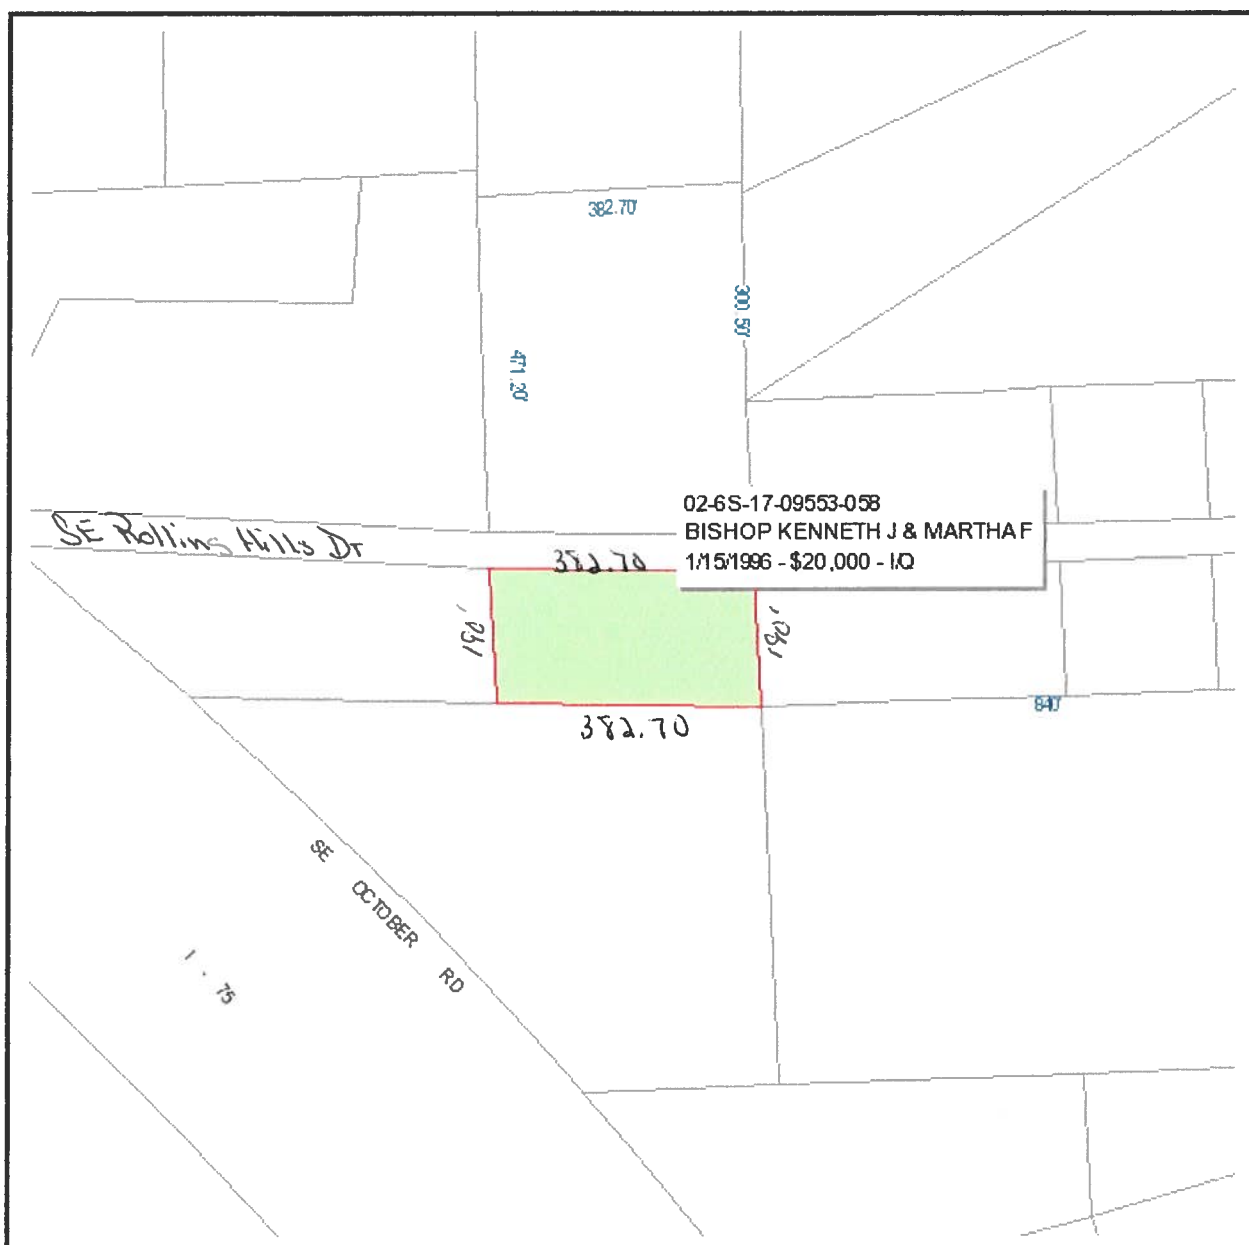 382.70'
300.50'
471.20'
02-6S-17-09553-058
BISHOP KENNETH J & MARTHA F
1/15/1996 - $20,000 - I/Q
SE Rolling Hills Dr
382.70
190'
190'
382.70
840'
SE OCTOBER RD
I - 75